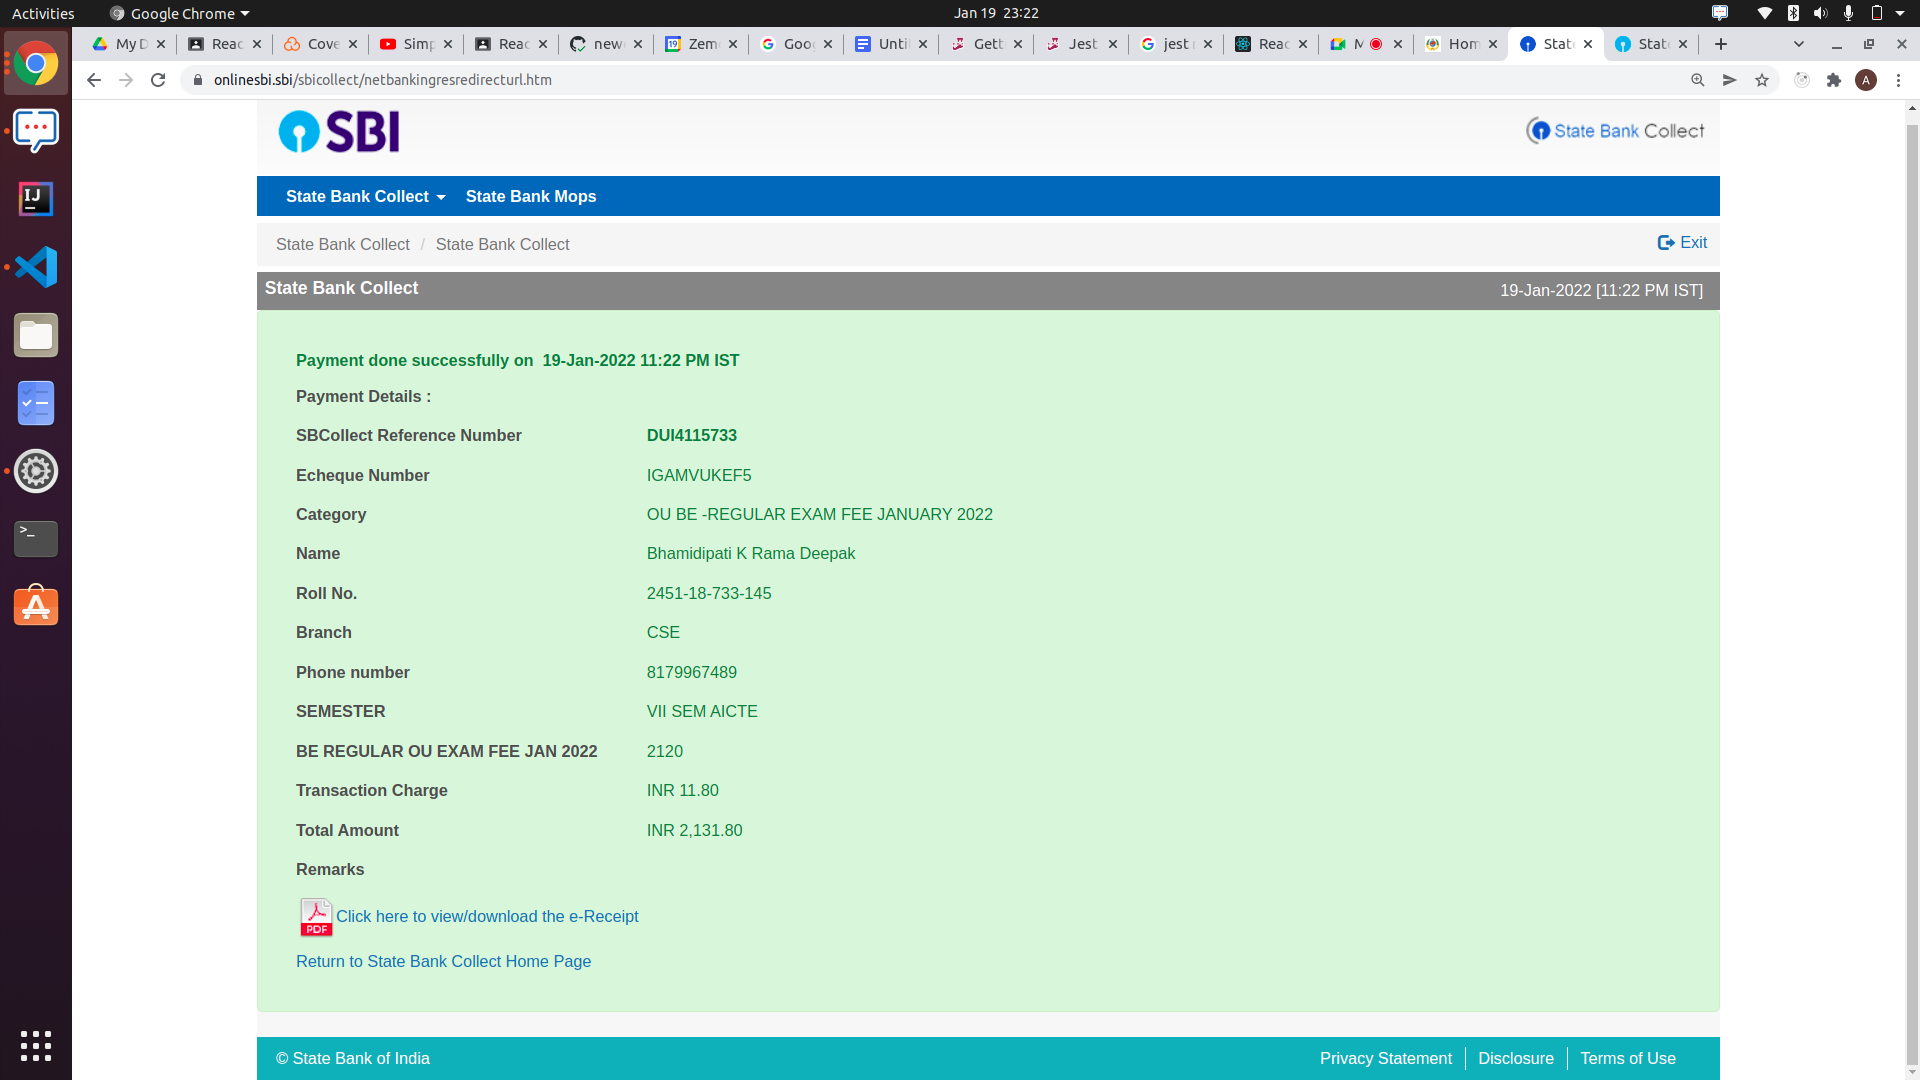 Activities
Google Chrome
Jan 19 23:22
My D
Reac
Cove
Simp
Reac
new
Zem
Goog
Unti
Gett
Jest
jest
Reac
M
Hom
Stat
State
onlinesbi.sbi/sbicollect/netbankingresredirecturl.htm
A
SBI
State Bank Collect
State Bank Collect
State Bank Mops
State Bank Collect / State Bank Collect
Exit
State Bank Collect
19-Jan-2022 [11:22 PM IST]
Payment done successfully on 19-Jan-2022 11:22 PM IST
Payment Details :
SBCollect Reference Number DUI4115733
Echeque Number IGAMVUKEF5
Category OU BE -REGULAR EXAM FEE JANUARY 2022
Name Bhamidipati K Rama Deepak
Roll No. 2451-18-733-145
Branch CSE
Phone number 8179967489
SEMESTER VII SEM AICTE
BE REGULAR OU EXAM FEE JAN 2022 2120
Transaction Charge INR 11.80
Total Amount INR 2,131.80
Remarks
PDF Click here to view/download the e-Receipt
Return to State Bank Collect Home Page
© State Bank of India
Privacy Statement
Disclosure
Terms of Use